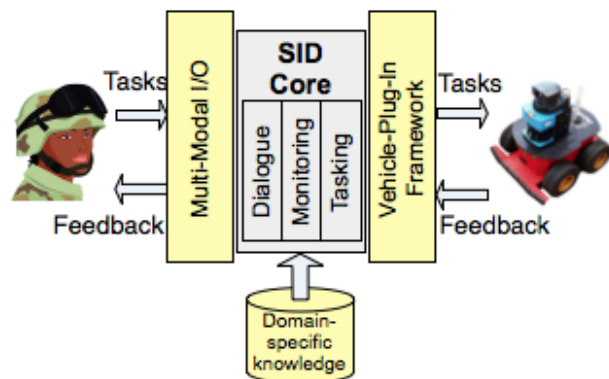 Tasks
Feedback
Multi-Modal I/O
SID
Core
Dialogue
Monitoring
Tasking
Vehicle-Plug-In
Framework
Tasks
Feedback
Domain-
specific
knowledge